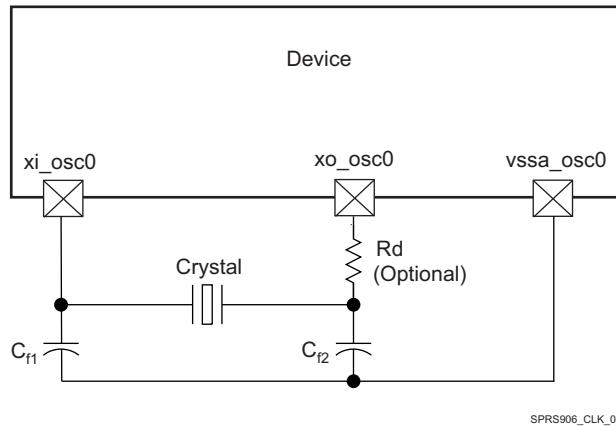 Device
xi_osc0
xo_osc0
vssa_osc0
Rd
(Optional)
Crystal
Cf1
Cf2
SPRS906_CLK_0